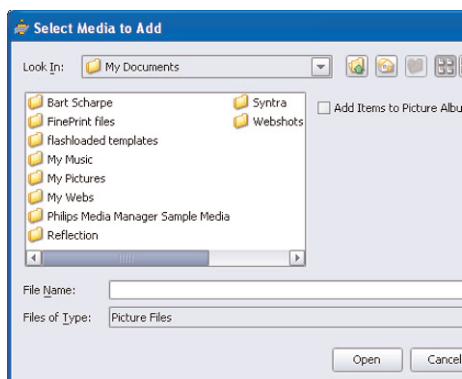 Select Media to Add
Look In: My Documents
Bart Scharpe
FinePrint files
flashloaded templates
My Music
My Pictures
My Webs
Philips Media Manager Sample Media
Reflection
Syntra
Webshots
Add Items to Picture Albu
File Name:
Files of Type: Picture Files
Open Cancel